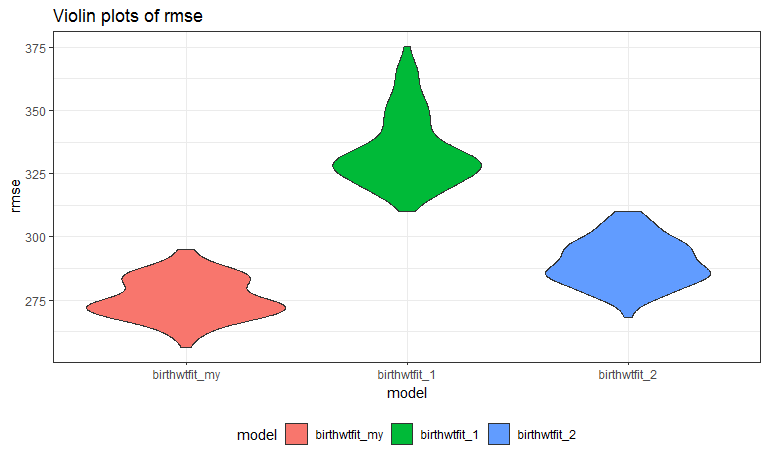 Violin plots of rmse
375
350
325
300
275
rmse
birthwtfit_my birthwtfit_1 birthwtfit_2
model
model birthwtfit_my birthwtfit_1 birthwtfit_2